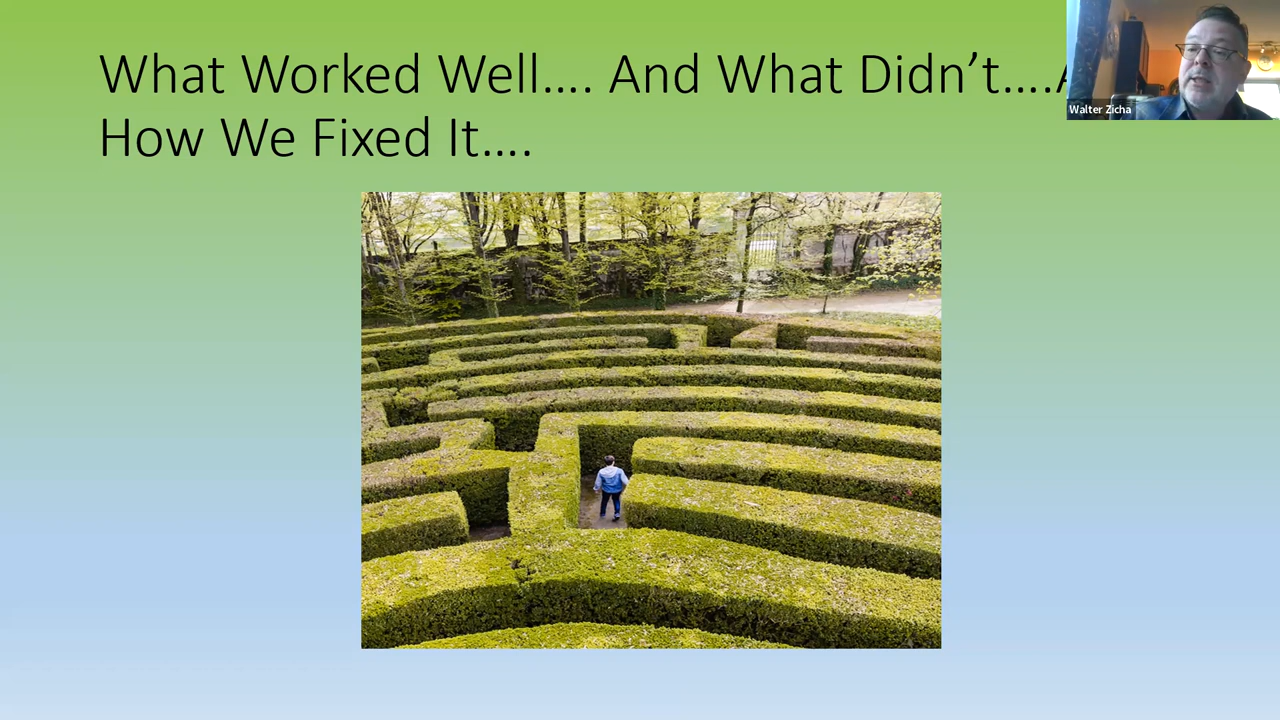 What Worked Well…. And What Didn’t….A
How We Fixed It….
Walter Zicha